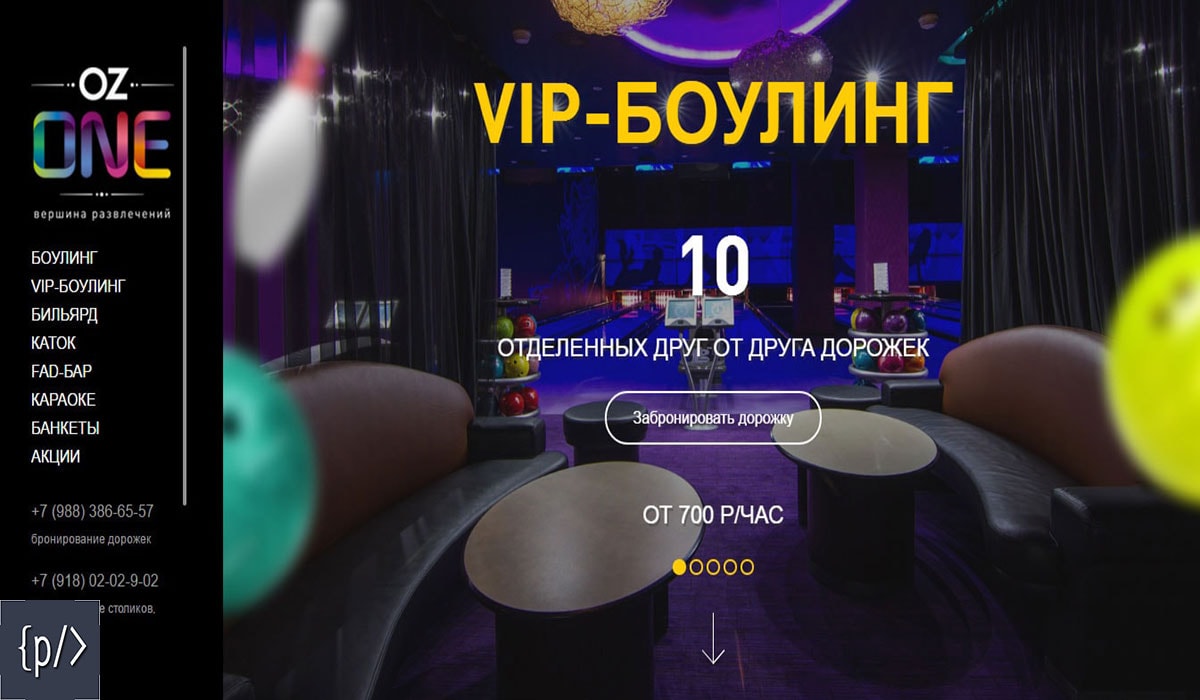 OZ
ONE
вершина развлечений
БОУЛИНГ
VIP-БОУЛИНГ
БИЛЬЯРД
КАТОК
FAD-БАР
КАРАОКЕ
БАНКЕТЫ
АКЦИИ
+7 (988) 386-65-57
бронирование дорожек
+7 (918) 02-02-9-02
столиков,
{p/>
VIP-БОУЛИНГ
10
ОТДЕЛЕННЫХ ДРУГ ОТ ДРУГА ДОРОЖЕК
Забронировать дорожку
ОТ 700 Р/ЧАС